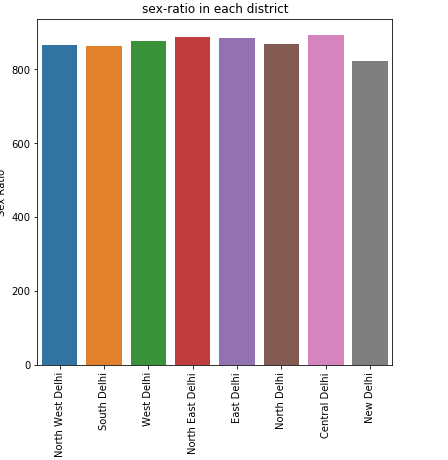 sex-ratio in each district
Sex Ratio
800
600
400
200
0
North West Delhi
South Delhi
West Delhi
North East Delhi
East Delhi
North Delhi
Central Delhi
New Delhi